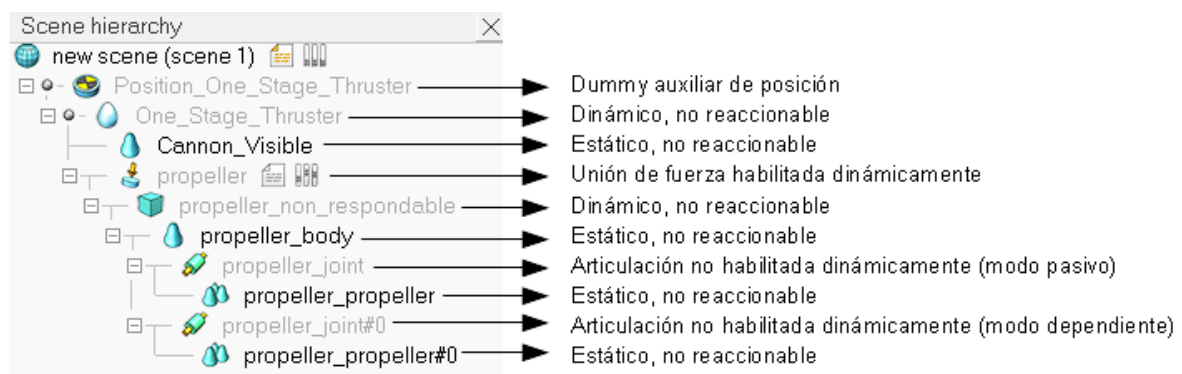 Scene hierarchy
new scene (scene 1)
Position_One_Stage_Thruster Dummy auxiliar de posición
One_Stage_Thruster Dinámico, no reaccionable
Cannon_Visible Estático, no reaccionable
propeller Unión de fuerza habilitada dinámicamente
propeller_non_respondable Dinámico, no reaccionable
propeller_body Estático, no reaccionable
propeller_joint Articulación no habilitada dinámicamente (modo pasivo)
propeller_propeller Estático, no reaccionable
propeller_joint#0 Articulación no habilitada dinámicamente (modo dependiente)
propeller_propeller#0 Estático, no reaccionable